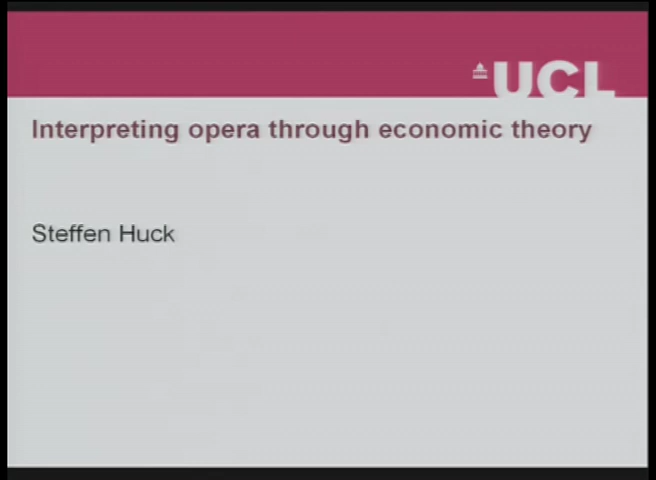 UCL
Interpreting opera through economic theory
Steffen Huck